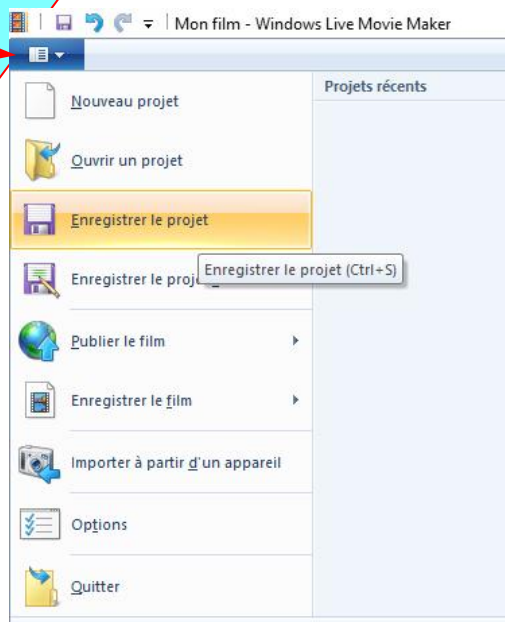 Mon film - Windows Live Movie Maker
Projets récents
Nouveau projet
Ouvrir un projet
Enregistrer le projet
Enregistrer le projet (Ctrl+S)
Enregistrer le proj
Publier le film
Enregistrer le film
Importer à partir d'un appareil
Options
Quitter